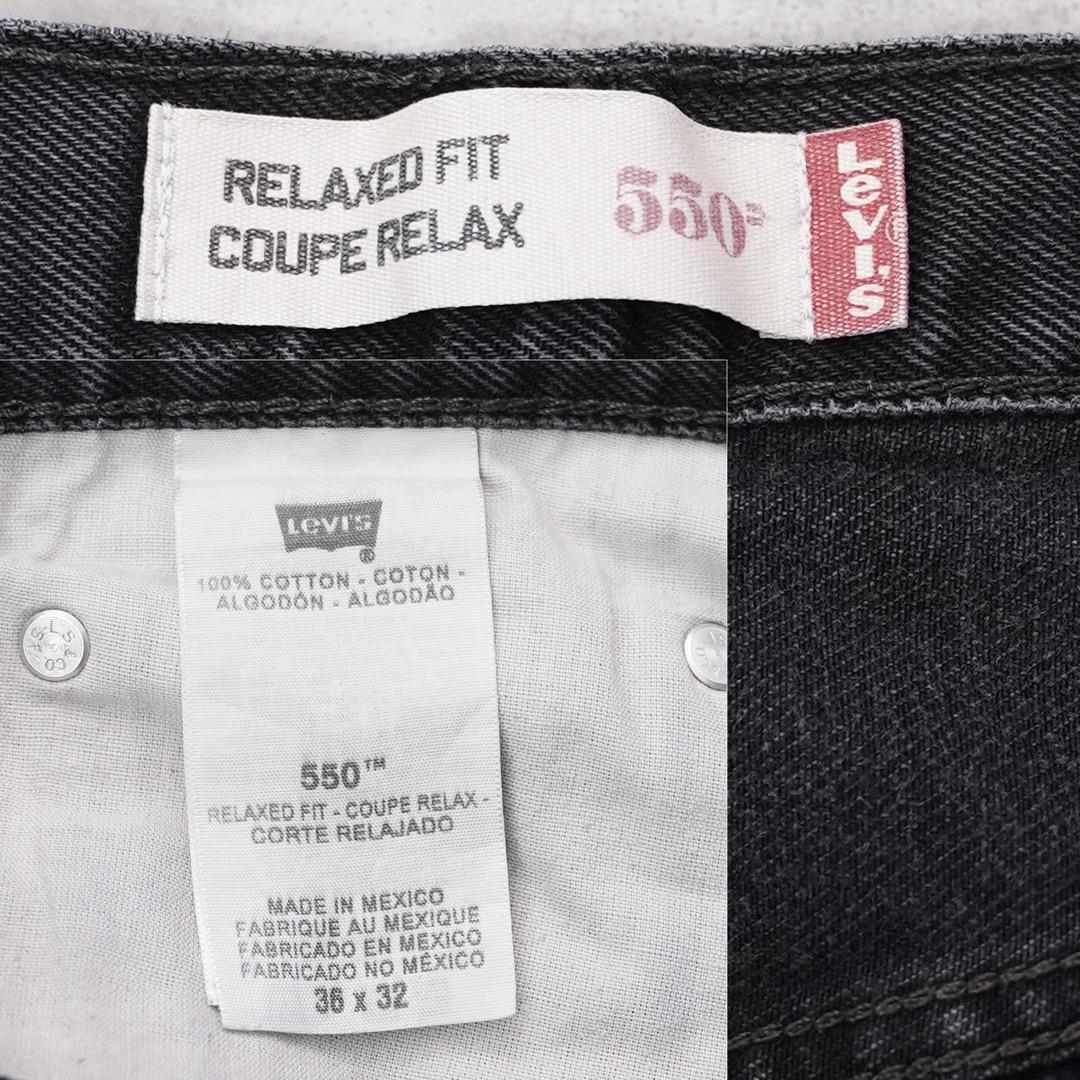 RELAXED FIT
COUPE RELAX
550™
Levi's®
Levi's®
100% COTTON - COTON -
ALGODÓN - ALGODÃO
550™
RELAXED FIT - COUPE RELAX -
CORTE RELAJADO
MADE IN MEXICO
FABRIQUE AU MEXIQUE
FABRICADO EN MEXICO
FABRICADO NO MÉXICO
36 x 32